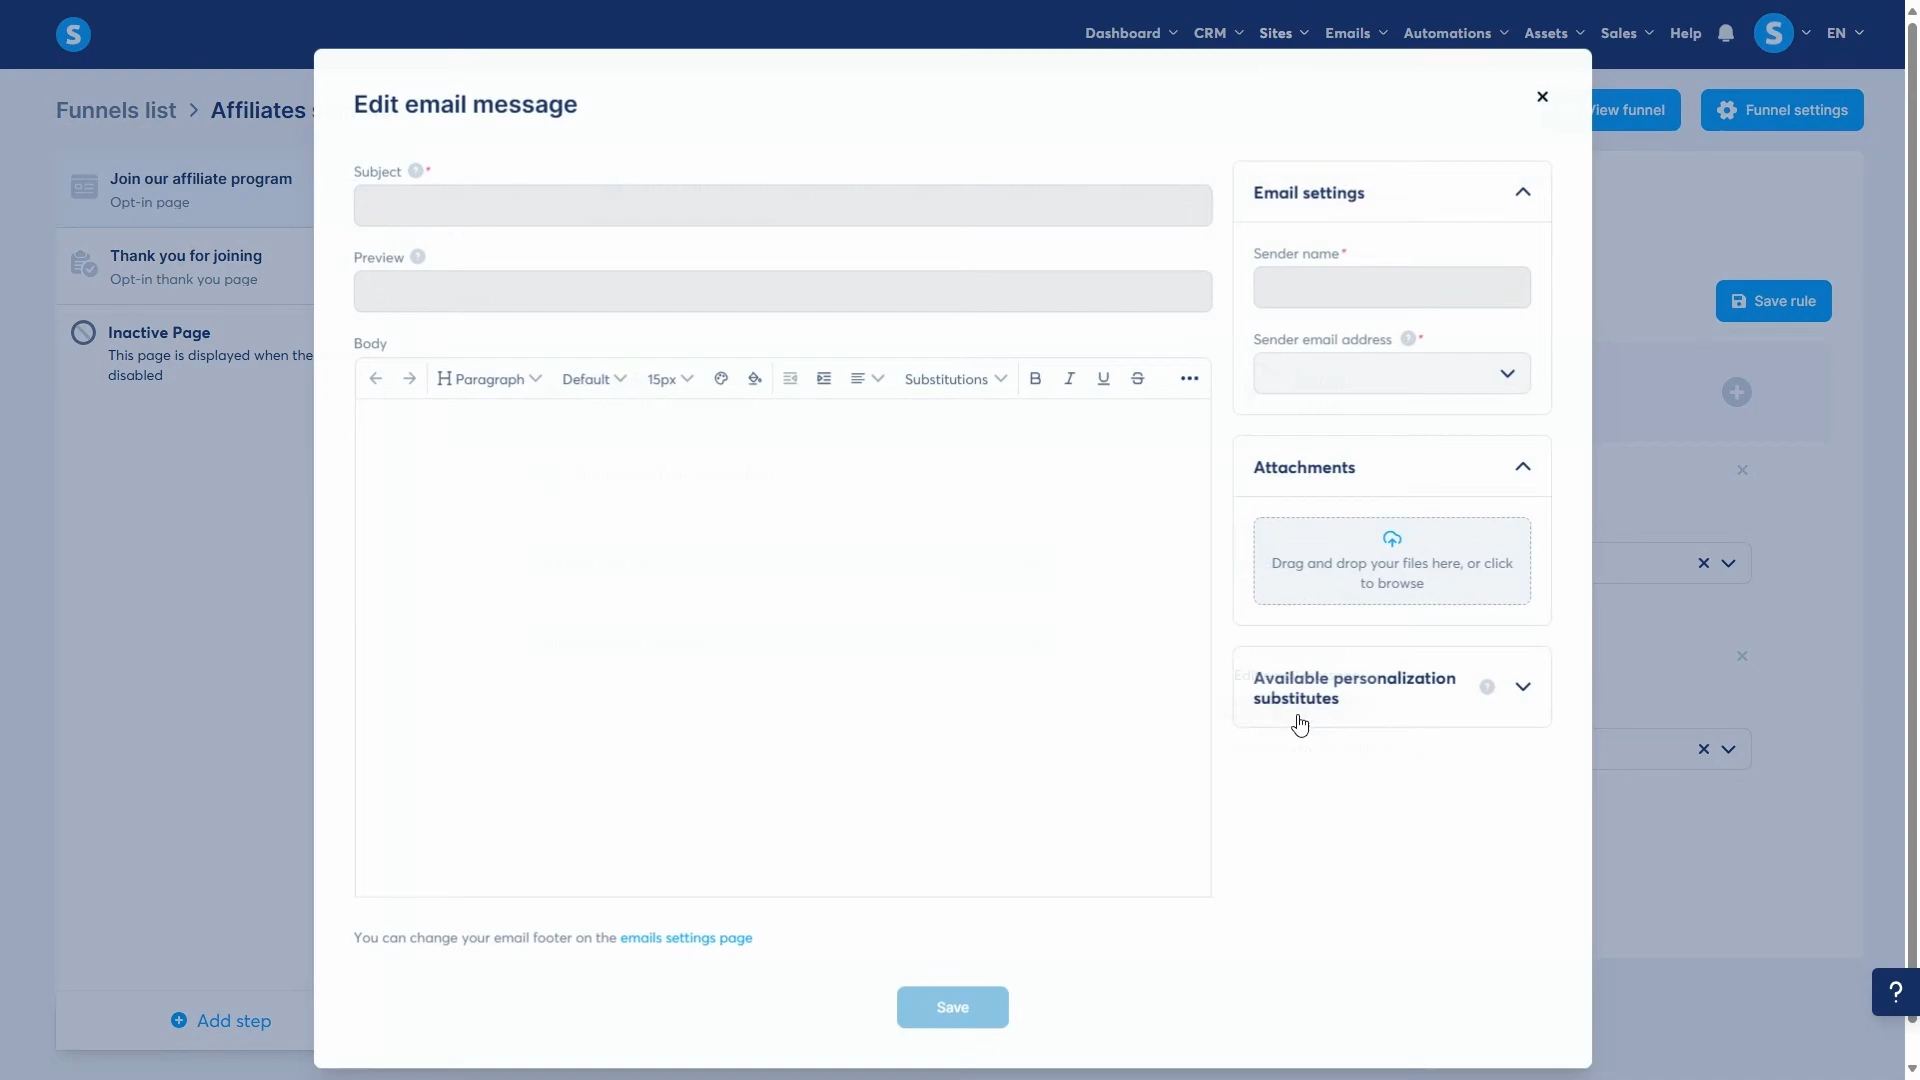 S
Dashboard
CRM
Sites
Emails
Automations
Assets
Sales
Help
S
EN
Funnels list > Affiliates s
View funnel
Funnel settings
Join our affiliate program
Opt-in page
Thank you for joining
Opt-in thank you page
Inactive Page
This page is displayed when the
disabled
Add step
Save rule
Edit email message
Subject ? *
Preview ?
Body
Paragraph
Default
15px
Substitutions
B
I
U
S
You can change your email footer on the emails settings page
Save
Email settings
Sender name*
Sender email address ? *
Attachments
Drag and drop your files here, or click
to browse
Available personalization
substitutes
?
?